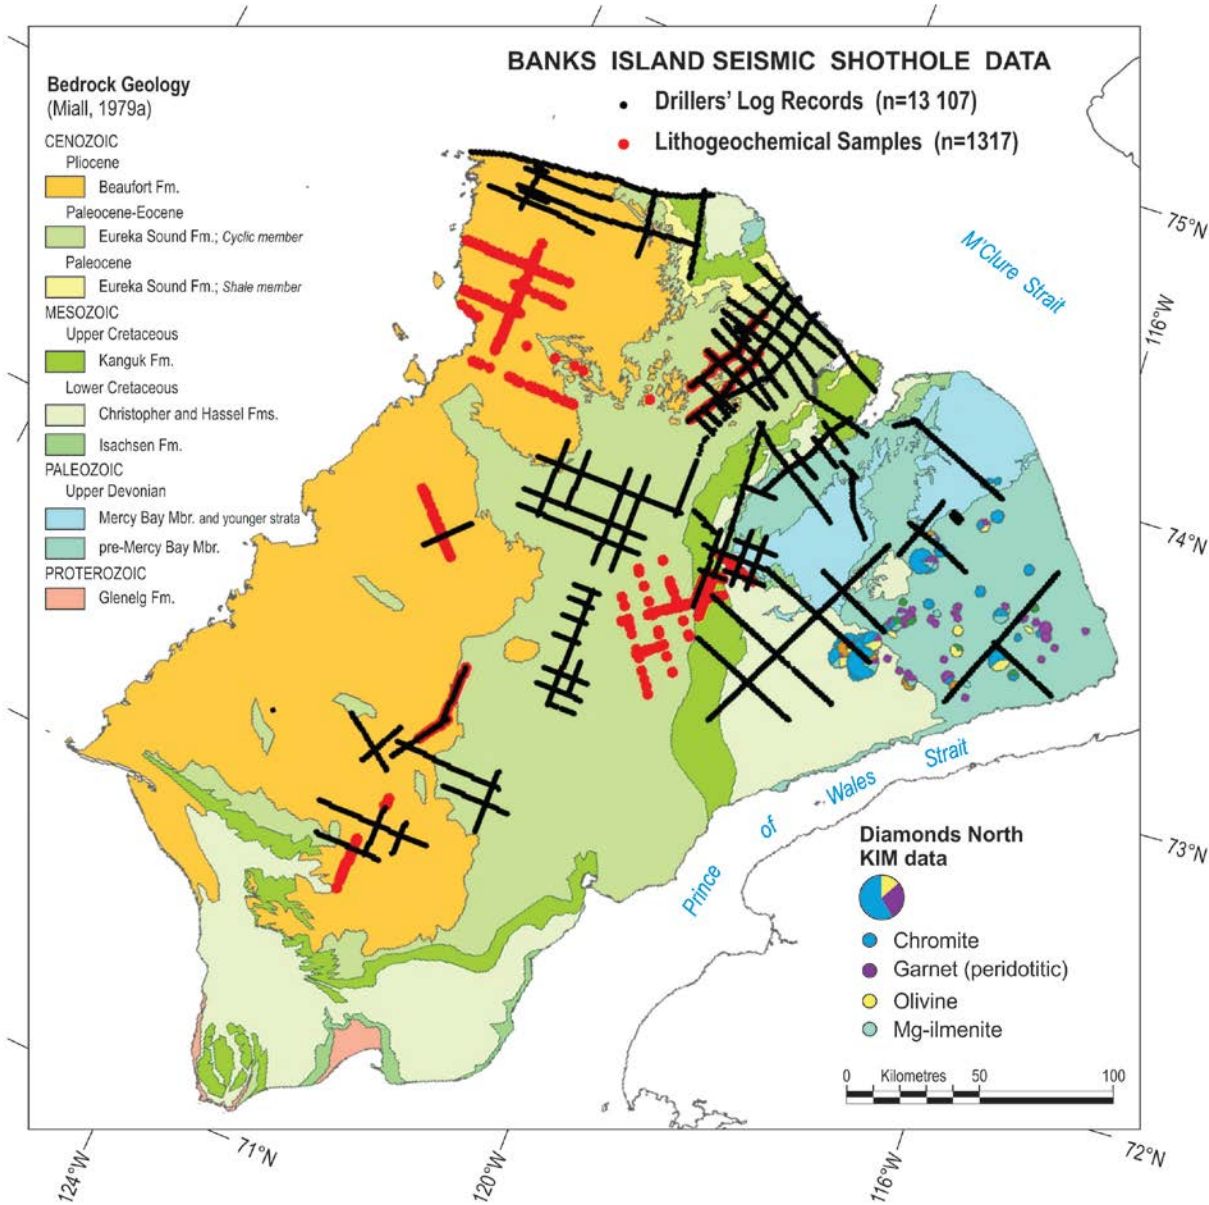 BANKS ISLAND SEISMIC SHOTHOLE DATA
Drillers' Log Records (n=13 107)
Lithogeochemical Samples (n=1317)
Bedrock Geology
(Miall, 1979a)
CENOZOIC
Pliocene
Beaufort Fm.
Paleocene-Eocene
Eureka Sound Fm.; Cyclic member
Paleocene
Eureka Sound Fm.; Shale member
MESOZOIC
Upper Cretaceous
Kanguk Fm.
Lower Cretaceous
Christopher and Hassel Fms.
Isachsen Fm.
PALEOZOIC
Upper Devonian
Mercy Bay Mbr. and younger strata
pre-Mercy Bay Mbr.
PROTEROZOIC
Glenelg Fm.
M'Clure Strait
75°N
116°W
74°N
73°N
Prince of Wales Strait
Diamonds North
KIM data
Chromite
Garnet (peridotitic)
Olivine
Mg-ilmenite
0 Kilometres 50 100
124°W
71°N
120°W
116°W
72°N